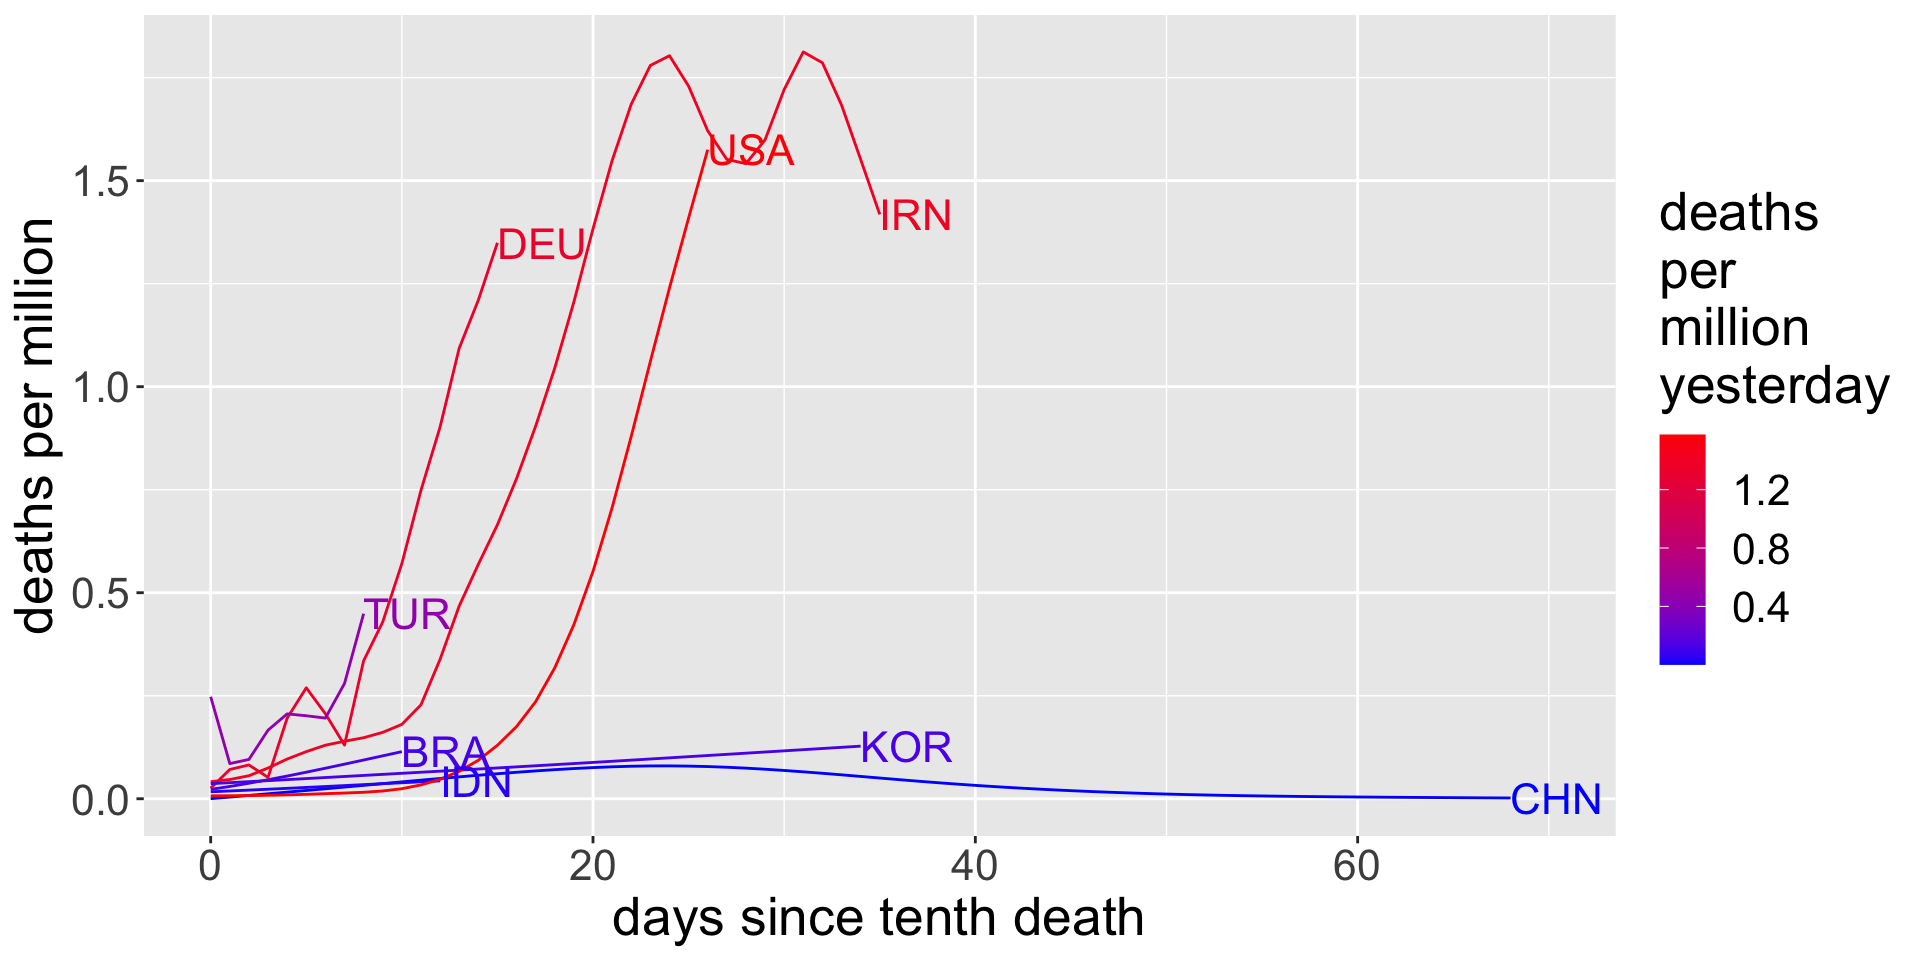 deaths per million
1.5
1.0
0.5
0.0
USA
IRN
DEU
TUR
BRA
IDN
KOR
CHN
0
20
40
60
days since tenth death
deaths
per
million
yesterday
1.2
0.8
0.4